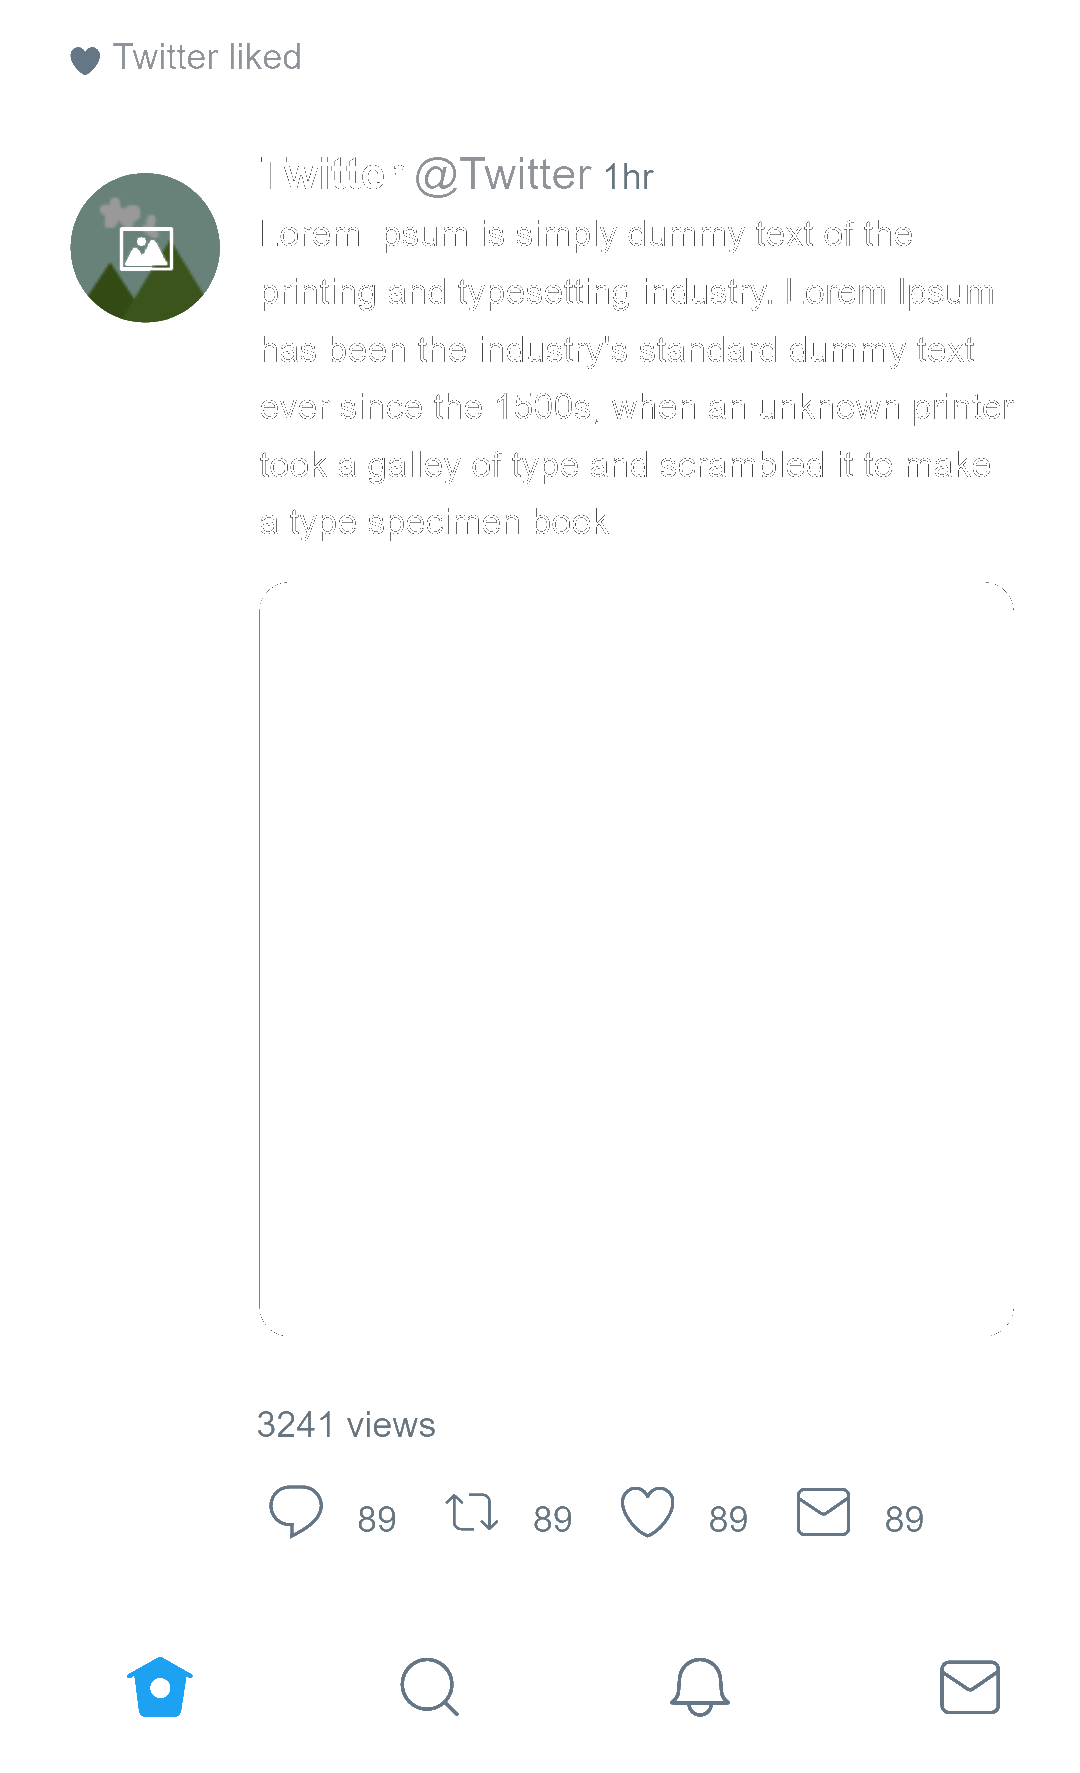 Twitter liked
Twitter @Twitter 1hr
Lorem Ipsum is simply dummy text of the
printing and typesetting industry. Lorem Ipsum
has been the industry's standard dummy text
ever since the 1500s, when an unknown printer
took a galley of type and scrambled it to make
a type specimen book
3241 views
89 89 89 89